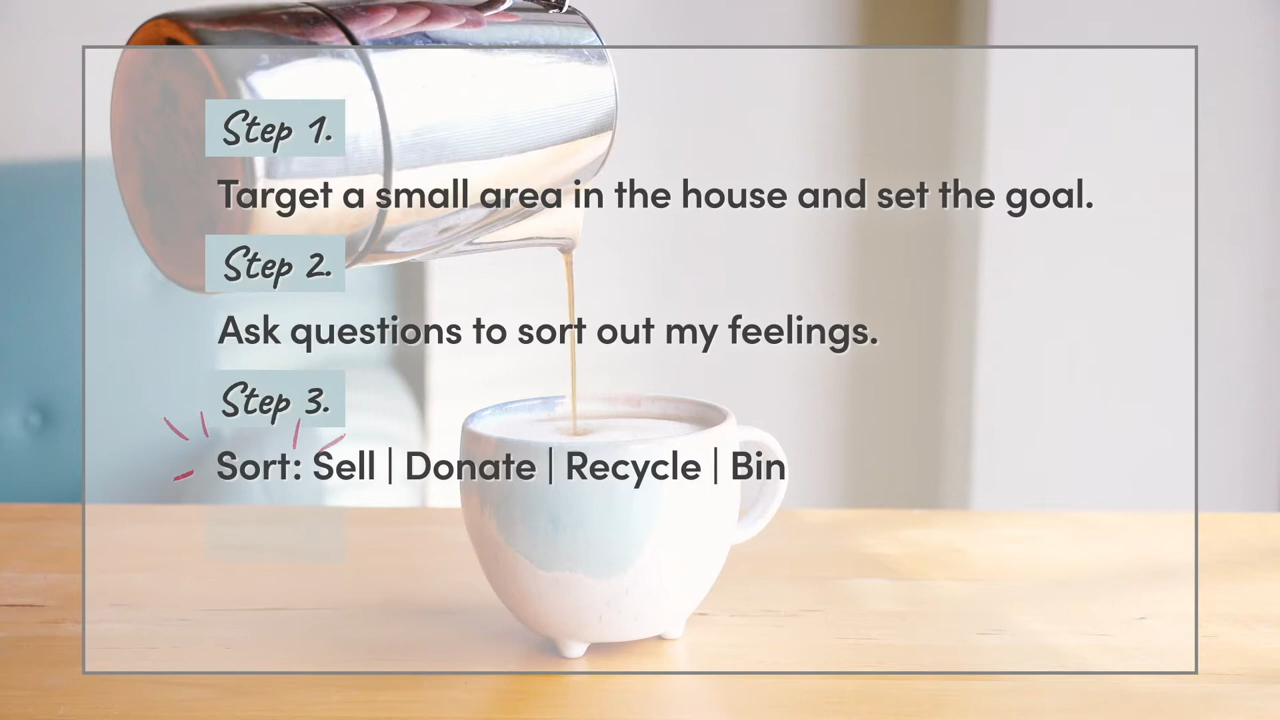 Step 1.
Target a small area in the house and set the goal.
Step 2.
Ask questions to sort out my feelings.
Step 3.
Sort: Sell | Donate | Recycle | Bin